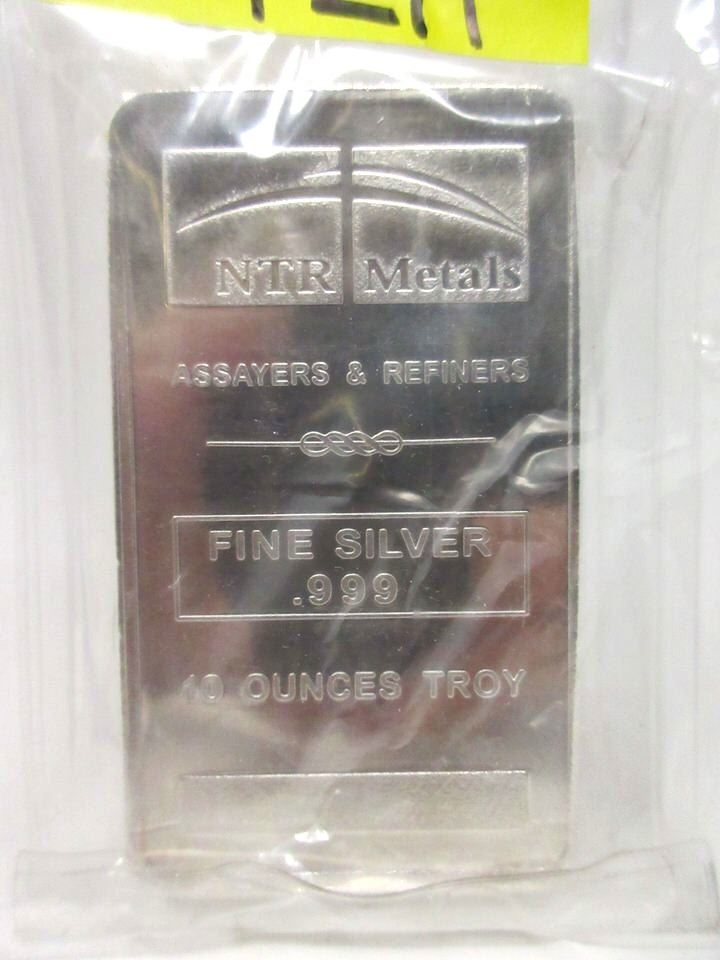 NTR Metals
ASSAYERS & REFINERS
FINE SILVER
.999
10 OUNCES TROY